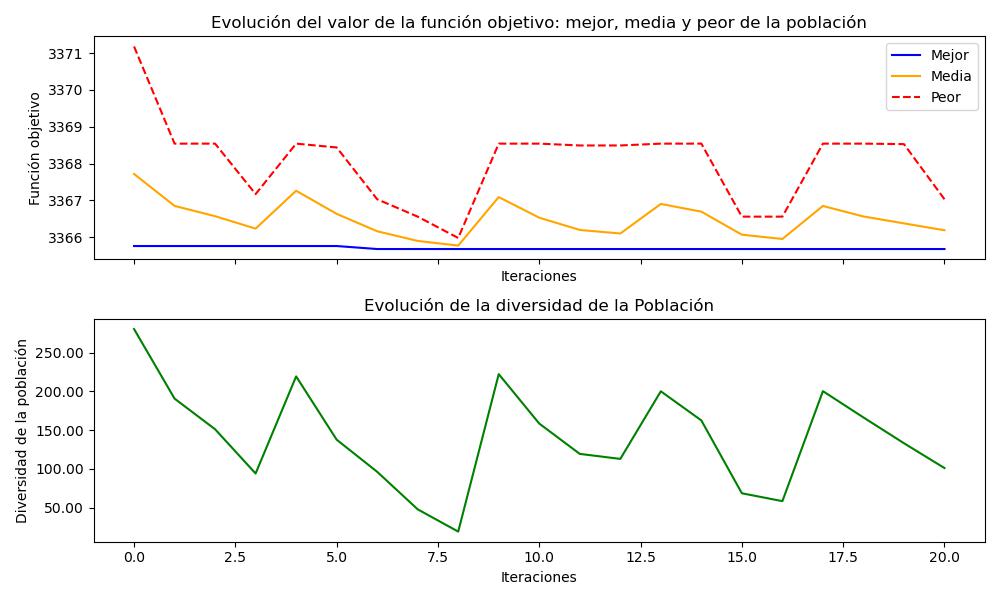 Evolución del valor de la función objetivo: mejor, media y peor de la población
Función objetivo
3371
3370
3369
3368
3367
3366
Mejor
Media
Peor
Iteraciones
Evolución de la diversidad de la Población
Diversidad de la población
250.00
200.00
150.00
100.00
50.00
0.0 2.5 5.0 7.5 10.0 12.5 15.0 17.5 20.0
Iteraciones